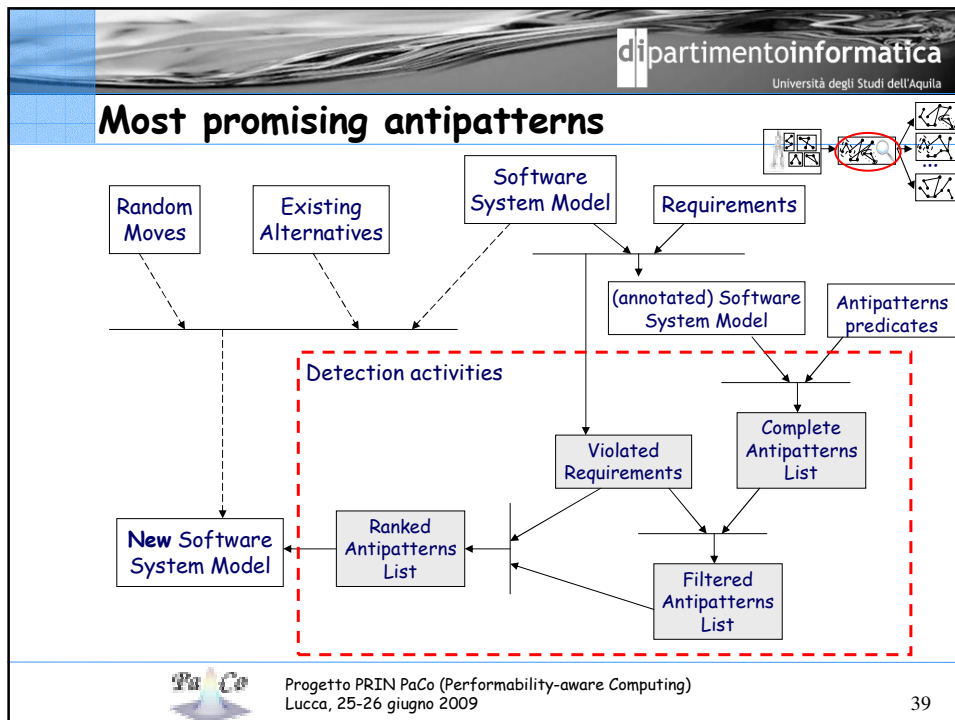 dipartimentoinformatica
Università degli Studi dell'Aquila
Most promising antipatterns
...
Random
Moves
Existing
Alternatives
Software
System Model
Requirements
(annotated) Software
System Model
Antipatterns
predicates
Detection activities
Violated
Requirements
Complete
Antipatterns
List
New Software
System Model
Ranked
Antipatterns
List
Filtered
Antipatterns
List
Pa Co
Progetto PRIN PaCo (Performability-aware Computing)
Lucca, 25-26 giugno 2009
39